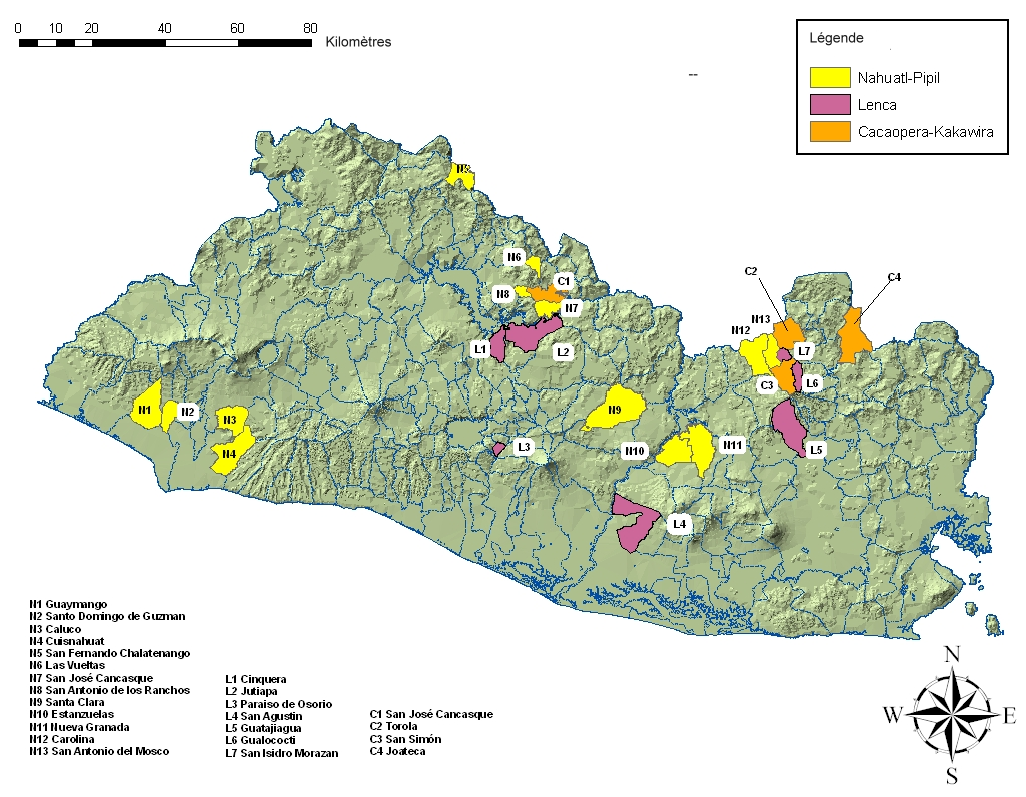 0 10 20 40 60 80
Kilomètres
Légende
--
Nahuatl-Pipil
Lenca
Cacaopera-Kakawira
N5
N6
C1
N8
N7
C2
C4
N13
N12
L1
L2
L7
C3
L6
N1
N2
N3
N9
N4
L3
N10
N11
L5
L4
N1 Guaymango
N2 Santo Domingo de Guzman
N3 Caluco
N4 Cuisnahuat
N5 San Fernando Chalatenango
N6 Las Vueltas
N7 San José Cancasque
N8 San Antonio de los Ranchos
N9 Santa Clara
N10 Estanzuelas
N11 Nueva Granada
N12 Carolina
N13 San Antonio del Mosco
L1 Cinquera
L2 Jutiapa
L3 Paraiso de Osorio
L4 San Agustin
L5 Guatajiagua
L6 Gualococti
L7 San Isidro Morazan
C1 San José Cancasque
C2 Torola
C3 San Simón
C4 Joateca
N
W E
S